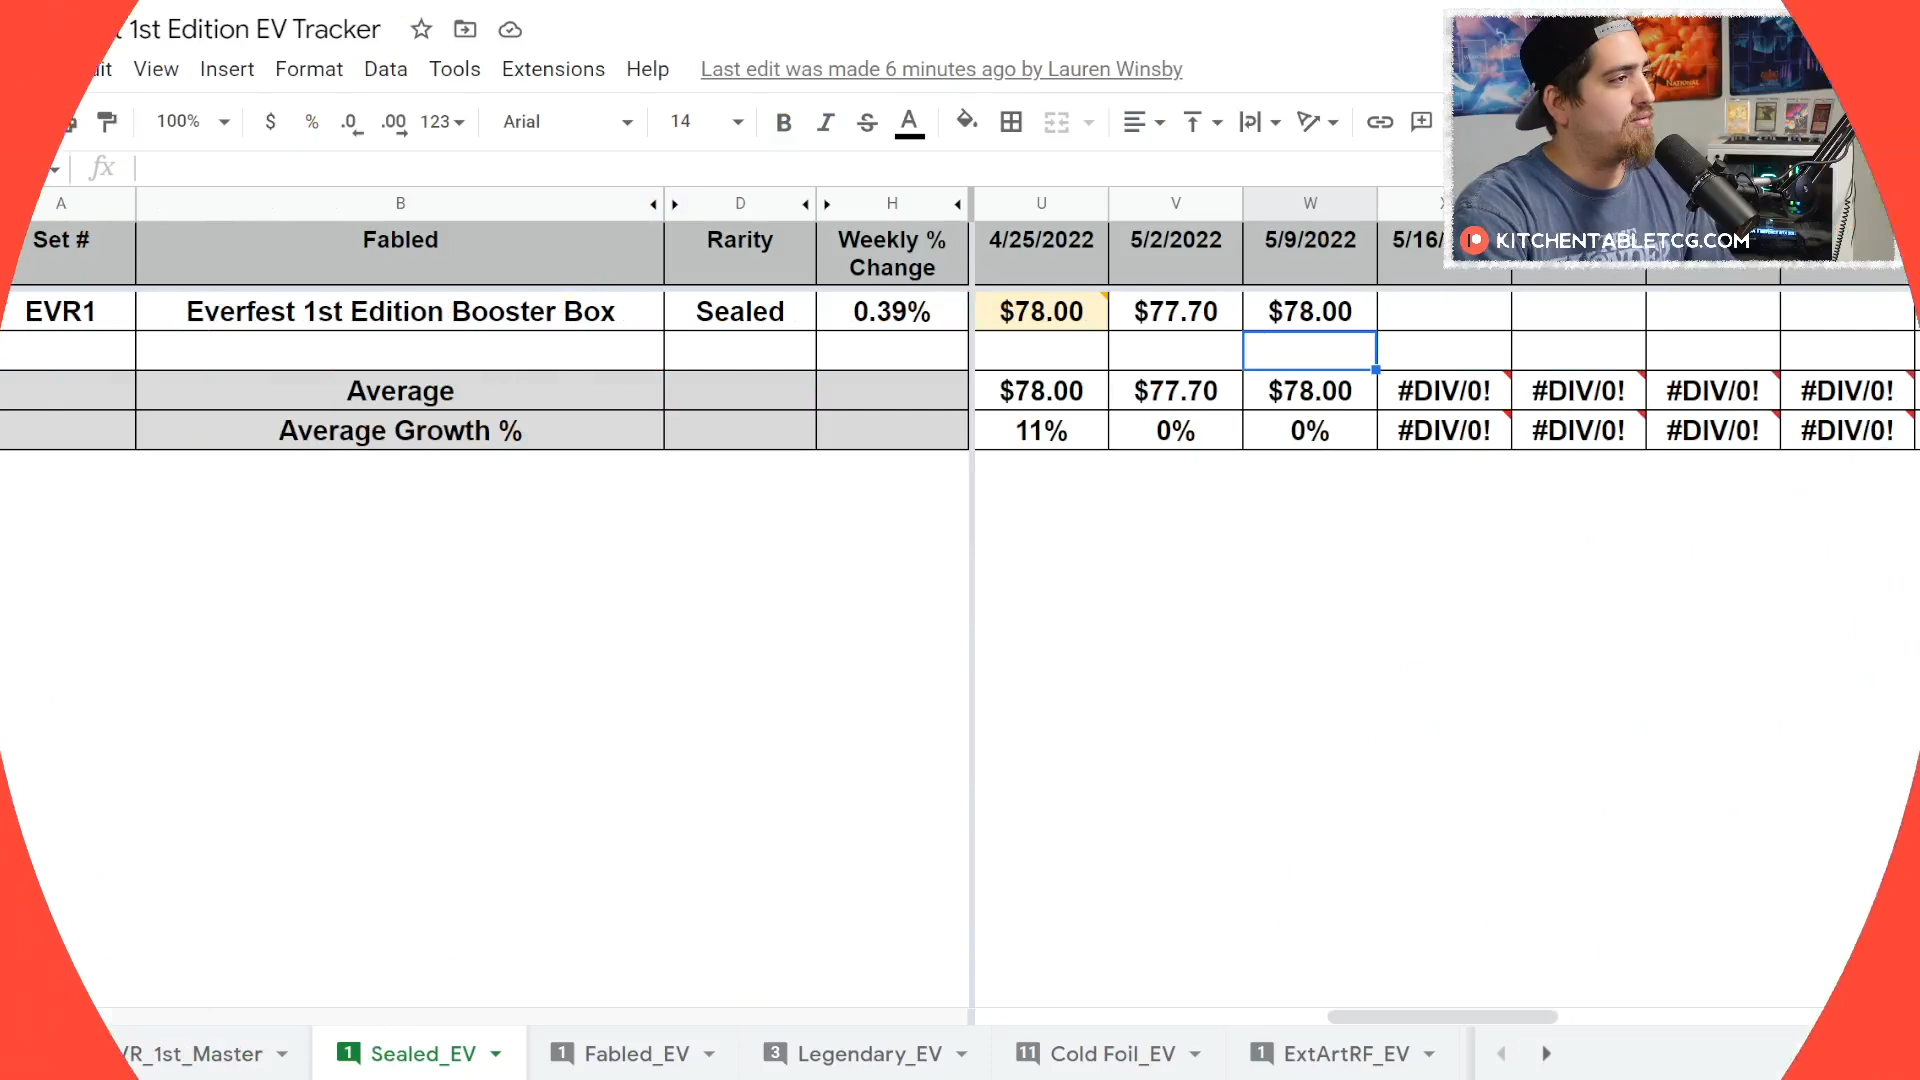 1st Edition EV Tracker
View Insert Format Data Tools Extensions Help Last edit was made 6 minutes ago by Lauren Winsby
100% $ % .0 .00 123 Arial 14 B I S A
fx
A B D H U V W
Set # Fabled Rarity Weekly % Change 4/25/2022 5/2/2022 5/9/2022 5/16/
EVR1 Everfest 1st Edition Booster Box Sealed 0.39% $78.00 $77.70 $78.00
Average $78.00 $77.70 $78.00 #DIV/0! #DIV/0! #DIV/0! #DIV/0!
Average Growth % 11% 0% 0% #DIV/0! #DIV/0! #DIV/0! #DIV/0!
NATIONAL
KITCHENTABLETCG.COM
R_1st_Master 1 Sealed_EV 1 Fabled_EV 3 Legendary_EV 11 Cold Foil_EV 1 ExtArtRF_EV